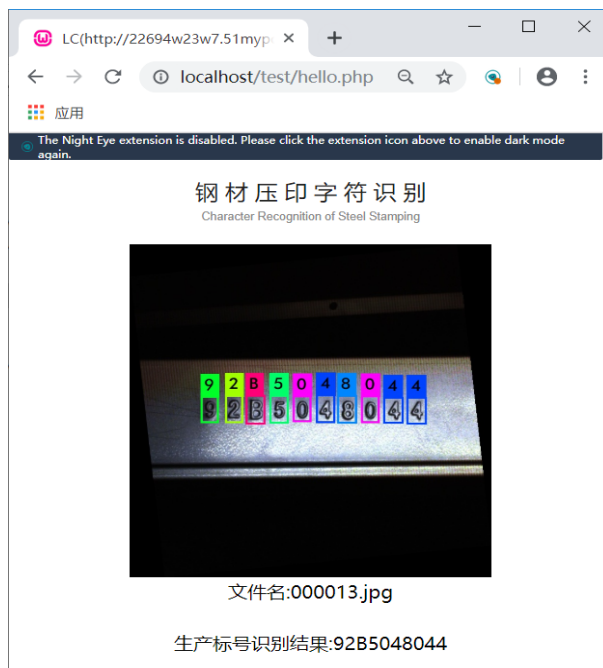 LC(http://22694w23w7.51myp
localhost/test/hello.php
应用
The Night Eye extension is disabled. Please click the extension icon above to enable dark mode
again.
钢材压印字符识别
Character Recognition of Steel Stamping
9 2 B 5 0 4 8 0 4 4
92B5048044
文件名:000013.jpg
生产标号识别结果:92B5048044